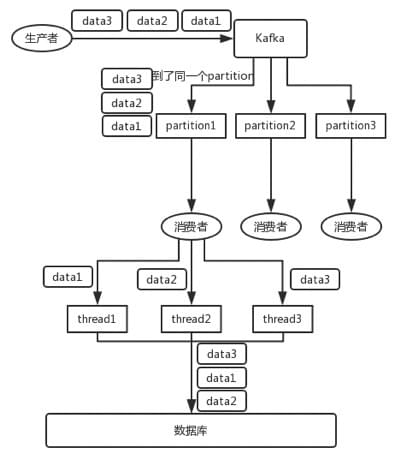 data3 data2 data1
生产者
Kafka
data3
到了同一个partition
data2
data1
partition1 partition2 partition3
消费者 消费者 消费者
data1 data2 data3
thread1 thread2 thread3
data3
data1
data2
数据库